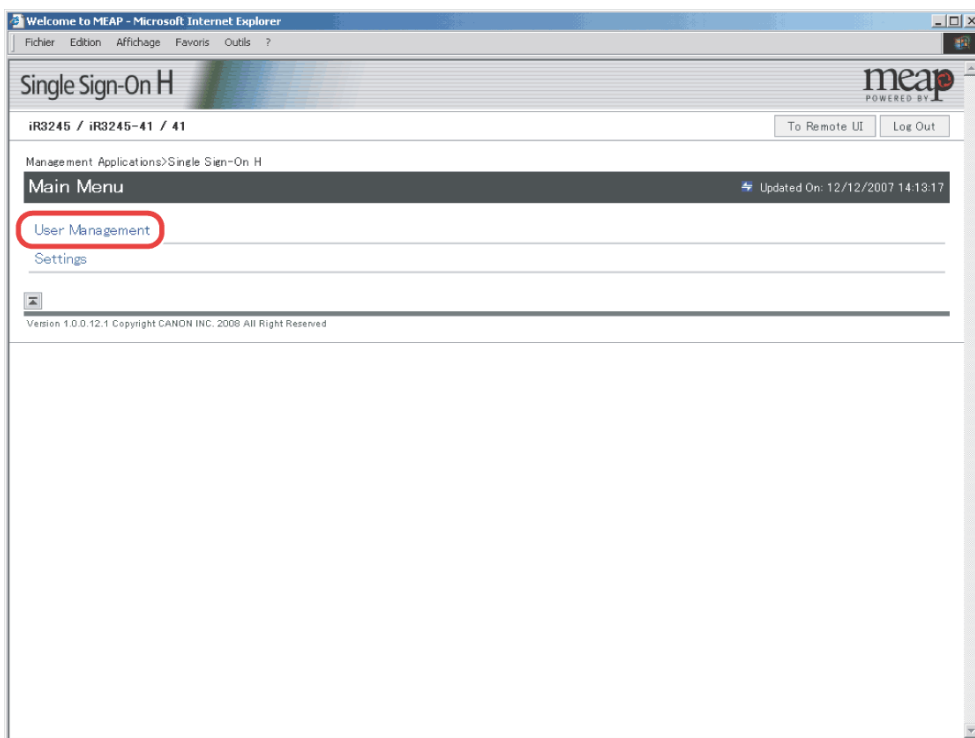 Welcome to MEAP - Microsoft Internet Explorer
Fichier Edition Affichage Favoris Outils ?
Single Sign-On H
meap
POWERED BY
iR3245 / iR3245-41 / 41
To Remote UI Log Out
Management Applications>Single Sign-On H
Main Menu
Updated On: 12/12/2007 14:13:17
User Management
Settings
Version 1.0.0.12.1 Copyright CANON INC. 2008 All Right Reserved